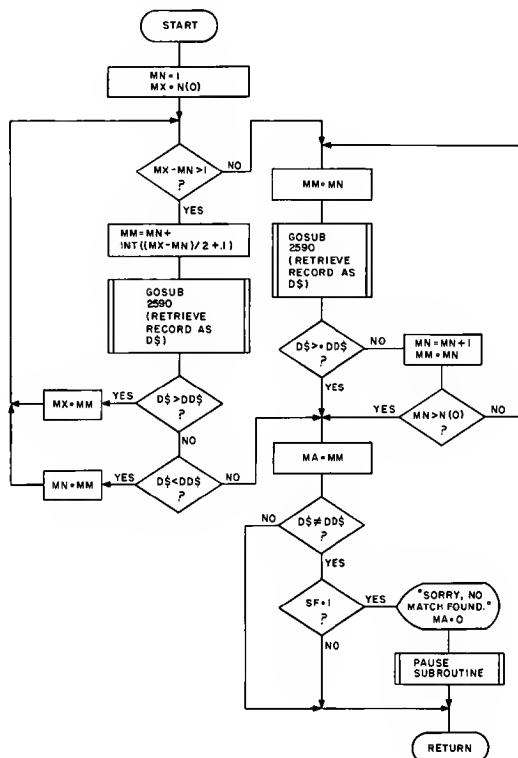 START
MN=1
MX=N(0)
MX-MN>1
?
NO
YES
MM=MN+
INT((MX-MN)/2+.1)
GOSUB
2590
(RETRIEVE
RECORD AS
D$)
D$>DD$
?
YES
MX=MM
NO
D$<DD$
?
YES
MN=MM
NO
MM=MN
GOSUB
2590
(RETRIEVE
RECORD AS
D$)
D$>=DD$
?
NO
MN=MN+1
MM=MN
YES
MN>N(0)
?
YES
NO
MA=MM
D$≠DD$
?
NO
YES
SF=1
?
YES
"SORRY, NO
MATCH FOUND."
MA=0
NO
PAUSE
SUBROUTINE
RETURN